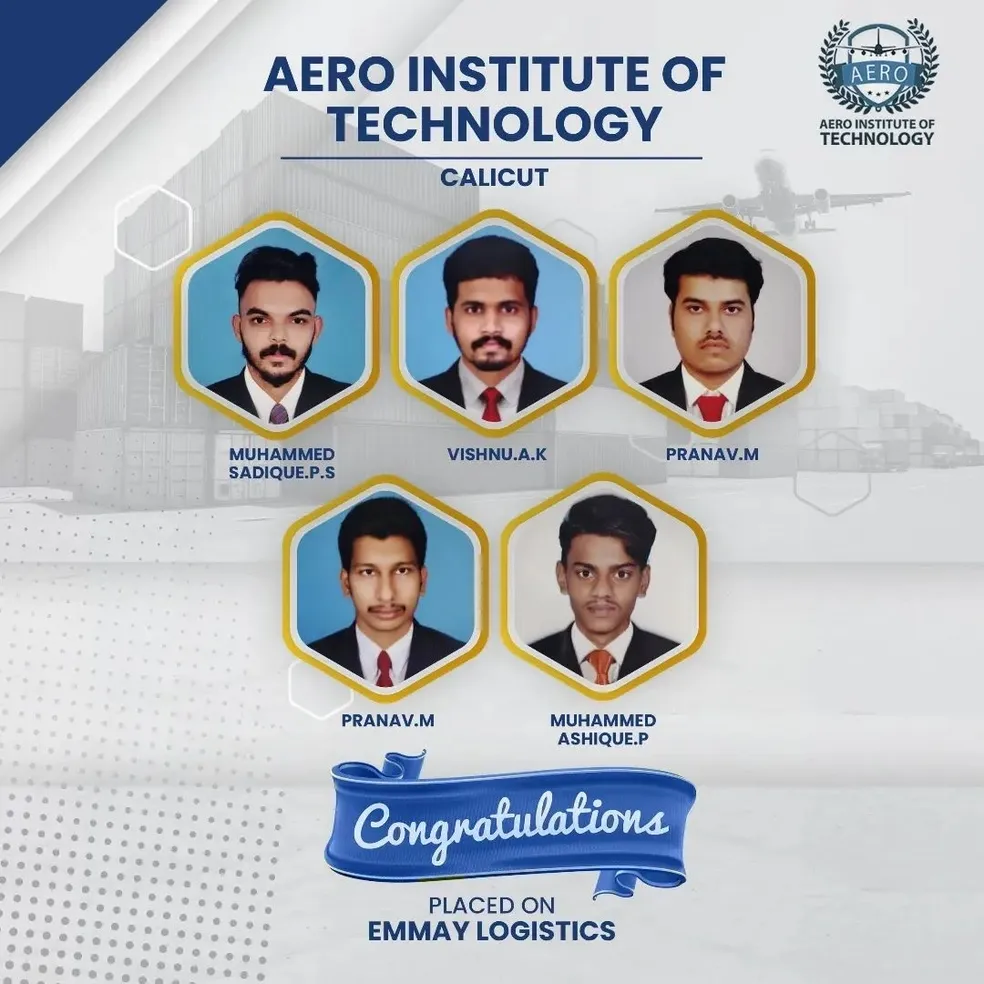 AERO INSTITUTE OF
TECHNOLOGY
CALICUT
AERO
AERO INSTITUTE OF
TECHNOLOGY
MUHAMMED
SADIQUE.P.S
VISHNU.A.K
PRANAV.M
PRANAV.M
MUHAMMED
ASHIQUE.P
Congratulations
PLACED ON
EMMAY LOGISTICS